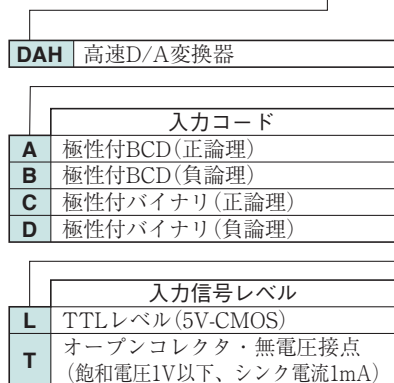 DAH 高速D/A変換器
入力コード
A 極性付BCD(正論理)
B 極性付BCD(負論理)
C 極性付バイナリ(正論理)
D 極性付バイナリ(負論理)
入力信号レベル
L TTLレベル(5V-CMOS)
T オープンコレクタ・無電圧接点
(飽和電圧1V以下、シンク電流1mA)